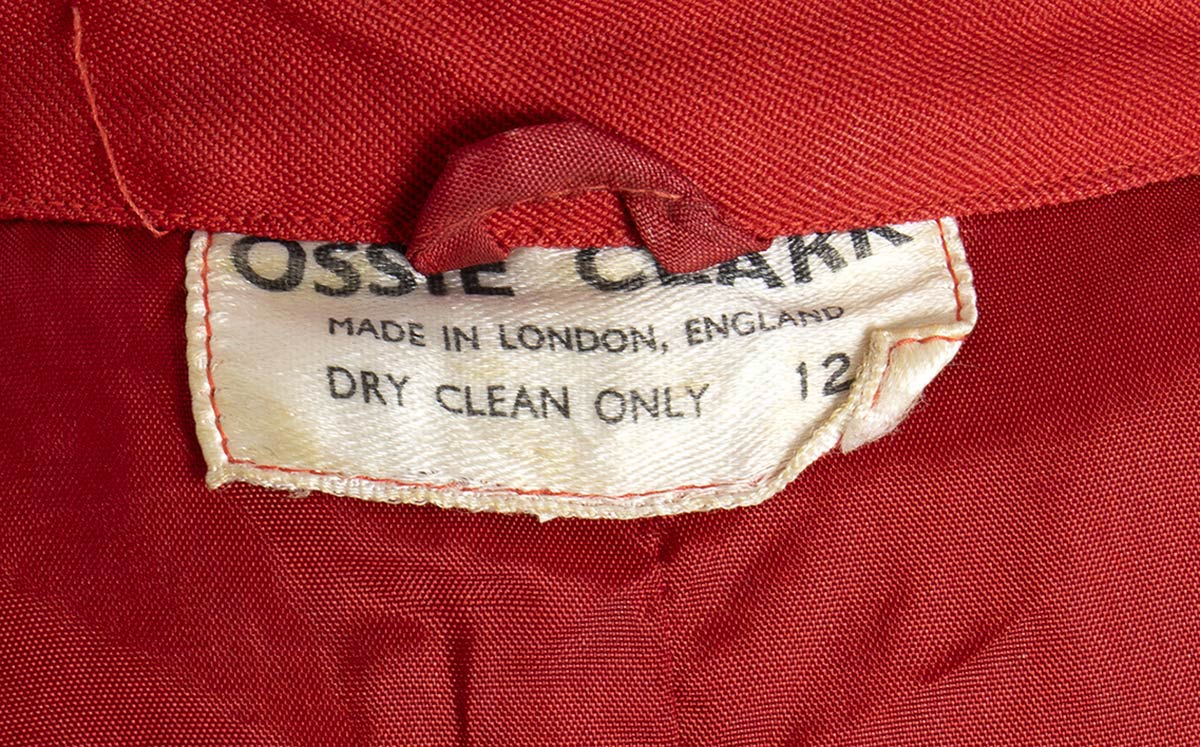 OSSIE CLARK
MADE IN LONDON, ENGLAND
DRY CLEAN ONLY 12